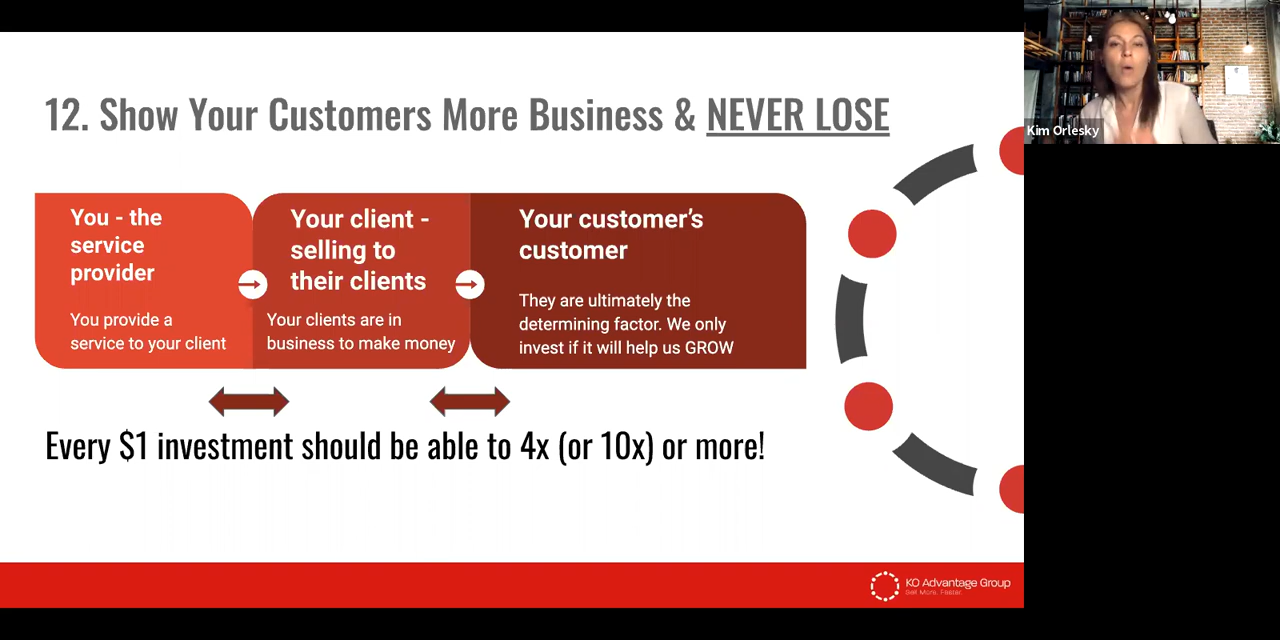 12. Show Your Customers More Business & NEVER LOSE
You - the
service
provider
You provide a
service to your client
Your client -
selling to
their clients
Your clients are in
business to make money
Your customer's
customer
They are ultimately the
determining factor. We only
invest if it will help us GROW
Every $1 investment should be able to 4x (or 10x) or more!
KO Advantage Group
Sell More. Faster.
Kim Orlesky